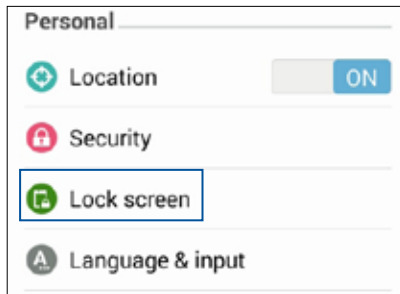 Personal
Location ON
Security
Lock screen
Language & input